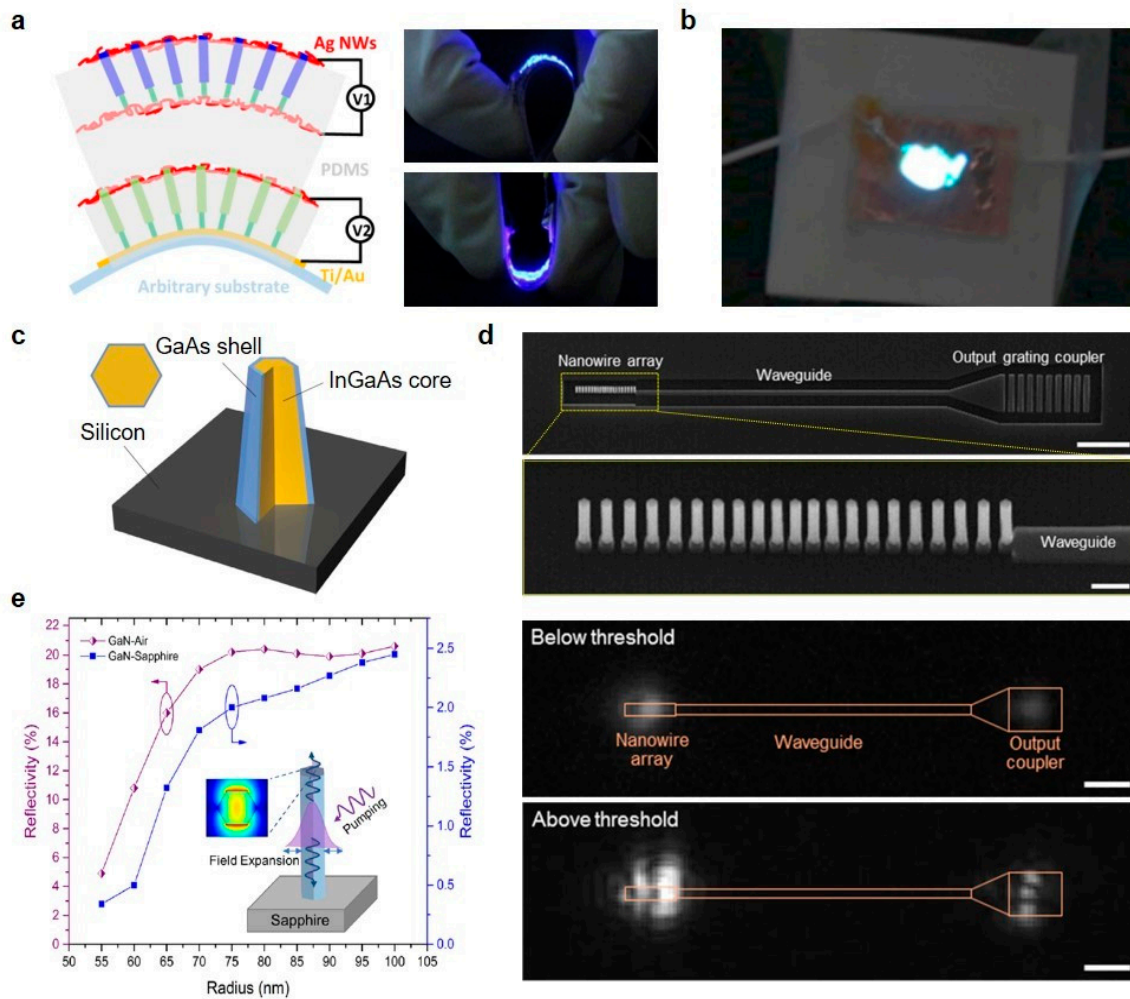 a
Ag NWs
V1
PDMS
V2
Ti/Au
Arbitrary substrate
b
c
GaAs shell
InGaAs core
Silicon
d
Nanowire array
Waveguide
Output grating coupler
Waveguide
Below threshold
Nanowire
array
Waveguide
Output
coupler
Above threshold
e
GaN-Air
GaN-Sapphire
Reflectivity (%)
22
20
18
16
14
12
10
8
6
4
2
0
50 55 60 65 70 75 80 85 90 95 100 105
Radius (nm)
2.5
2.0
1.5
1.0
0.5
0.0
Reflectivity (%)
Pumping
Field Expansion
Sapphire